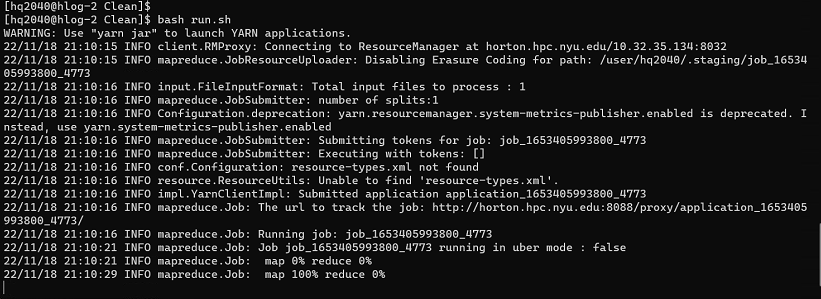 [hq2040@hlog-2 Clean]$
[hq2040@hlog-2 Clean]$ bash run.sh
WARNING: Use "yarn jar" to launch YARN applications.
22/11/18 21:10:15 INFO client.RMProxy: Connecting to ResourceManager at horton.hpc.nyu.edu/10.32.35.134:8032
22/11/18 21:10:15 INFO mapreduce.JobResourceUploader: Disabling Erasure Coding for path: /user/hq2040/.staging/job_16534
05993800_4773
22/11/18 21:10:16 INFO input.FileInputFormat: Total input files to process : 1
22/11/18 21:10:16 INFO mapreduce.JobSubmitter: number of splits:1
22/11/18 21:10:16 INFO Configuration.deprecation: yarn.resourcemanager.system-metrics-publisher.enabled is deprecated. I
nstead, use yarn.system-metrics-publisher.enabled
22/11/18 21:10:16 INFO mapreduce.JobSubmitter: Submitting tokens for job: job_1653405993800_4773
22/11/18 21:10:16 INFO mapreduce.JobSubmitter: Executing with tokens: []
22/11/18 21:10:16 INFO conf.Configuration: resource-types.xml not found
22/11/18 21:10:16 INFO resource.ResourceUtils: Unable to find 'resource-types.xml'.
22/11/18 21:10:16 INFO impl.YarnClientImpl: Submitted application application_1653405993800_4773
22/11/18 21:10:16 INFO mapreduce.Job: The url to track the job: http://horton.hpc.nyu.edu:8088/proxy/application_1653405
993800_4773/
22/11/18 21:10:16 INFO mapreduce.Job: Running job: job_1653405993800_4773
22/11/18 21:10:21 INFO mapreduce.Job: Job job_1653405993800_4773 running in uber mode : false
22/11/18 21:10:21 INFO mapreduce.Job:  map 0% reduce 0%
22/11/18 21:10:29 INFO mapreduce.Job:  map 100% reduce 0%